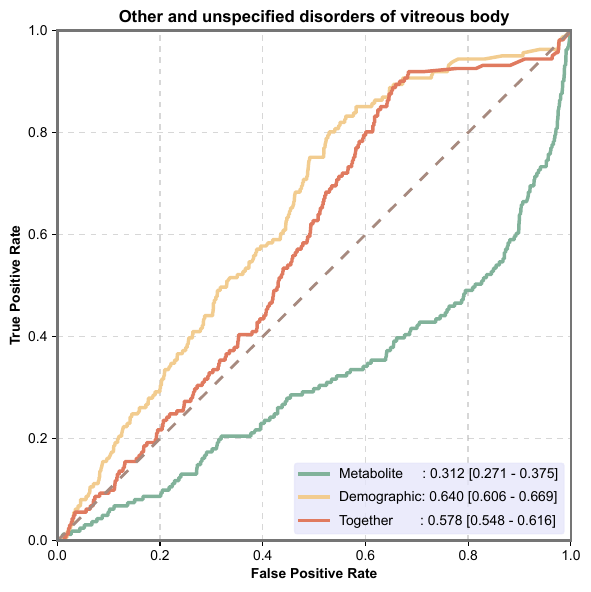 Other and unspecified disorders of vitreous body
1.0
0.8
0.6
0.4
0.2
0.0
True Positive Rate
Metabolite : 0.312 [0.271 - 0.375]
Demographic: 0.640 [0.606 - 0.669]
Together : 0.578 [0.548 - 0.616]
0.0 0.2 0.4 0.6 0.8 1.0
False Positive Rate